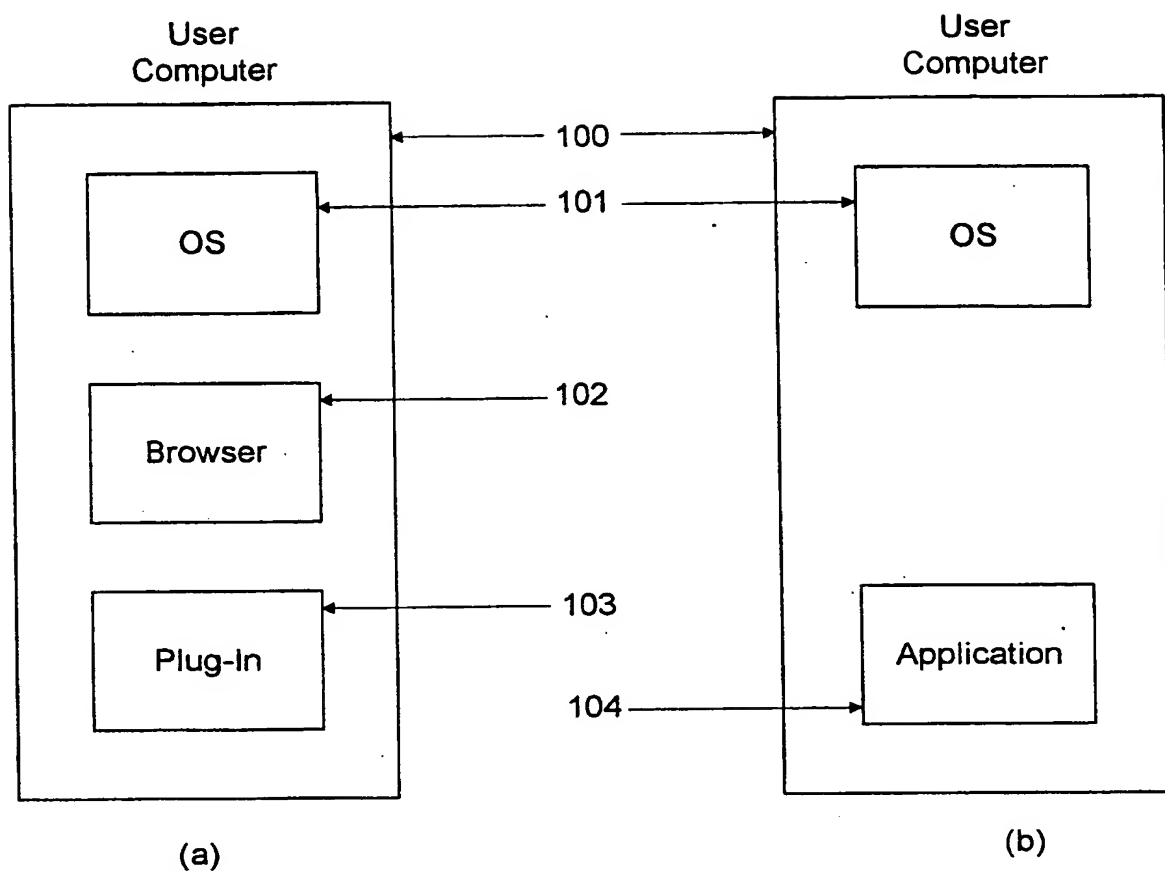 User
Computer
User
Computer
100
101
OS
OS
102
Browser
103
Plug-In
Application
104
(a)
(b)